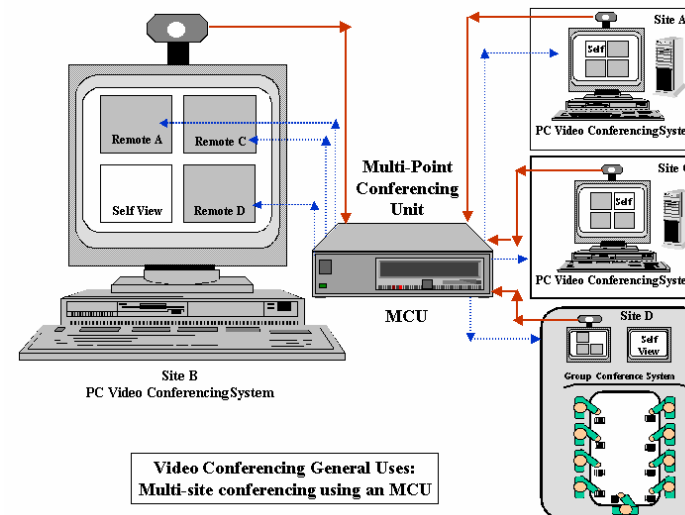 Site A
Self
PC Video ConferencingSystem
Remote A
Remote C
Self View
Remote D
Multi-Point
Conferencing
Unit
MCU
Site
Self
PC Video ConferencingSystem
Site D
Self
View
Group Conference System
Site B
PC Video ConferencingSystem
Video Conferencing General Uses:
Multi-site conferencing using an MCU